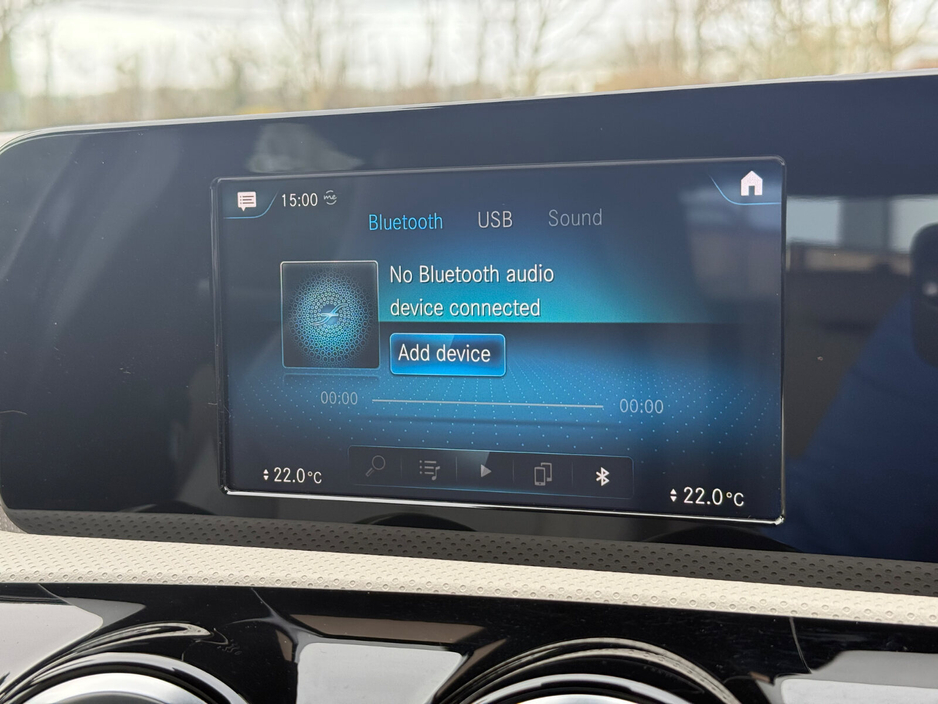 15:00 me
Bluetooth USB Sound
No Bluetooth audio
device connected
Add device
00:00 00:00
22.0°C 22.0°C